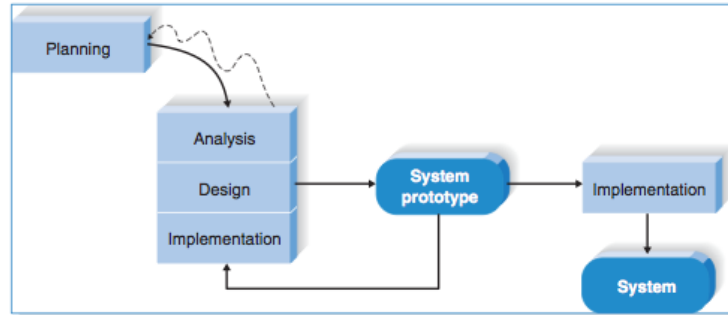 Planning
Analysis
Design
Implementation
System
prototype
Implementation
System